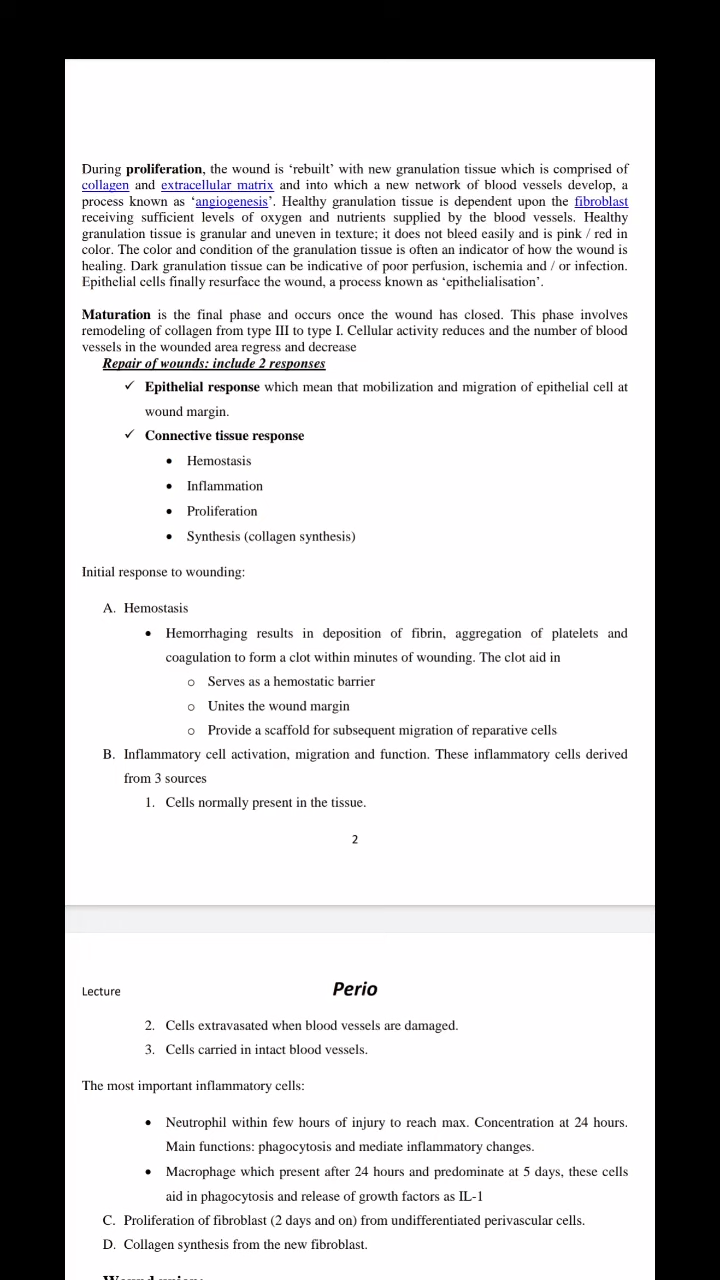 During proliferation, the wound is ‘rebuilt’ with new granulation tissue which is comprised of
collagen and extracellular matrix and into which a new network of blood vessels develop, a
process known as ‘angiogenesis’. Healthy granulation tissue is dependent upon the fibroblast
receiving sufficient levels of oxygen and nutrients supplied by the blood vessels. Healthy
granulation tissue is granular and uneven in texture; it does not bleed easily and is pink / red in
color. The color and condition of the granulation tissue is often an indicator of how the wound is
healing. Dark granulation tissue can be indicative of poor perfusion, ischemia and / or infection.
Epithelial cells finally resurface the wound, a process known as ‘epithelialisation’.
Maturation is the final phase and occurs once the wound has closed. This phase involves
remodeling of collagen from type III to type I. Cellular activity reduces and the number of blood
vessels in the wounded area regress and decrease
Repair of wounds: include 2 responses
✓ Epithelial response which mean that mobilization and migration of epithelial cell at
wound margin.
✓ Connective tissue response
• Hemostasis
• Inflammation
• Proliferation
• Synthesis (collagen synthesis)
Initial response to wounding:
A. Hemostasis
• Hemorrhaging results in deposition of fibrin, aggregation of platelets and
coagulation to form a clot within minutes of wounding. The clot aid in
o Serves as a hemostatic barrier
o Unites the wound margin
o Provide a scaffold for subsequent migration of reparative cells
B. Inflammatory cell activation, migration and function. These inflammatory cells derived
from 3 sources
1. Cells normally present in the tissue.
2
Lecture Perio
2. Cells extravasated when blood vessels are damaged.
3. Cells carried in intact blood vessels.
The most important inflammatory cells:
• Neutrophil within few hours of injury to reach max. Concentration at 24 hours.
Main functions: phagocytosis and mediate inflammatory changes.
• Macrophage which present after 24 hours and predominate at 5 days, these cells
aid in phagocytosis and release of growth factors as IL-1
C. Proliferation of fibroblast (2 days and on) from undifferentiated perivascular cells.
D. Collagen synthesis from the new fibroblast.